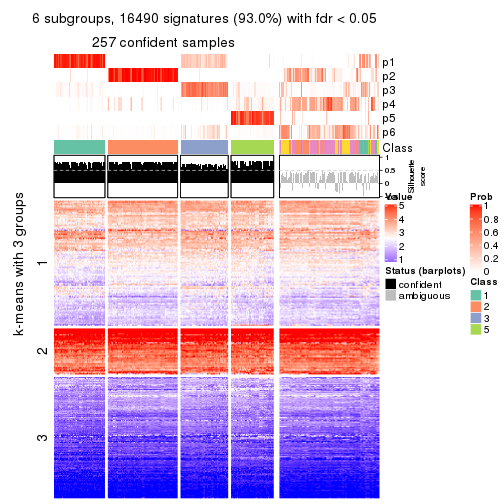 6 subgroups, 16490 signatures (93.0%) with fdr < 0.05
257 confident samples
p1
p2
p3
p4
p5
p6
Class
1
0.5
0
Silhouette
score
k-means with 3 groups
1
2
3
Value
5
4
3
2
1
Status (barplots)
confident
ambiguous
Prob
1
0.8
0.6
0.4
0.2
0
Class
1
2
3
5